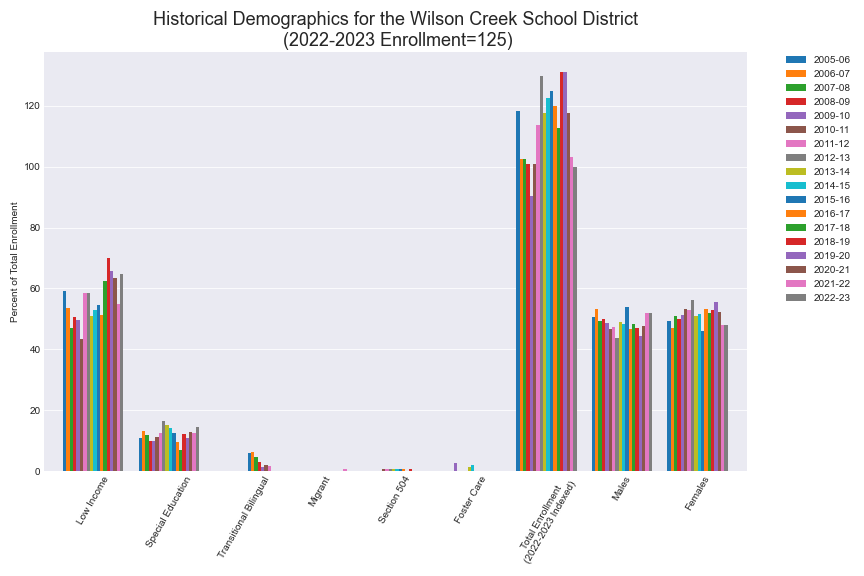 Historical Demographics for the Wilson Creek School District
(2022-2023 Enrollment=125)
Percent of Total Enrollment
120
100
80
60
40
20
0
Low Income
Special Education
Transitional Bilingual
Migrant
Section 504
Foster Care
Total Enrollment
(2022-2023 Indexed)
Males
Females
2005-06
2006-07
2007-08
2008-09
2009-10
2010-11
2011-12
2012-13
2013-14
2014-15
2015-16
2016-17
2017-18
2018-19
2019-20
2020-21
2021-22
2022-23